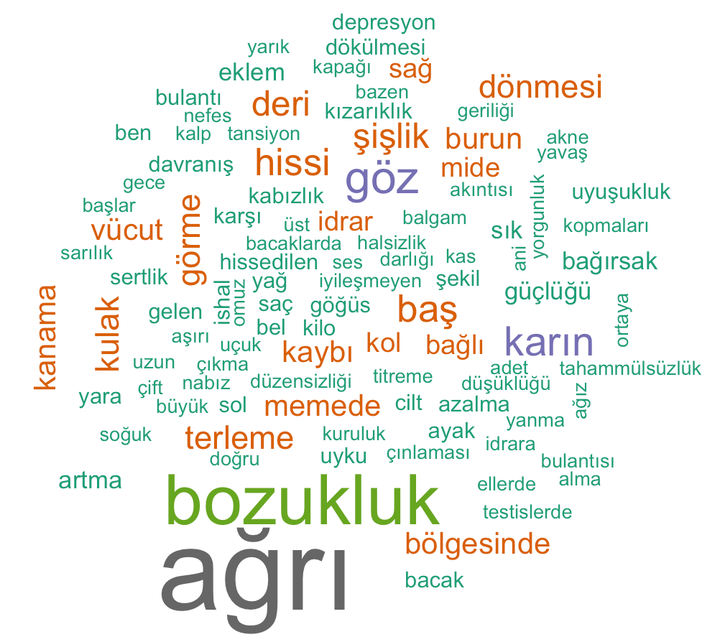 depresyon
yarık dökülmesi
eklem kapağı sağ
bulantı deri bazen dönmesi
nefes kızarıklık geriliği
ben kalp tansiyon şişlik burun akne
davranış hissi göz mide yavaş
gece kabızlık akıntısı uyuşukluk
başlar karşı üst idrar balgam yorgunluk
vücut görme sık kopmaları
sarılık bacaklarda halsizlik ani
hissedilen ses darlığı kas bağırsak
sertlik yağ iyileşmeyen şekil
kanama ishal omuz saç göğüs güçlüğü
gelen baş ortaya
kulak aşırı bel kilo karın
uçuk kaybı kol bağlı
uzun çıkma adet tahammülsüzlük
yara çift nabız düzensizliği titreme düşüklüğü
büyük sol memede cilt azalma ağız
yanma
soğuk terleme kuruluk ayak idrara
doğru uyku çınlaması bulantısı
artma ellerde alma
bozukluk testislerde
bölgesinde
ağrı bacak